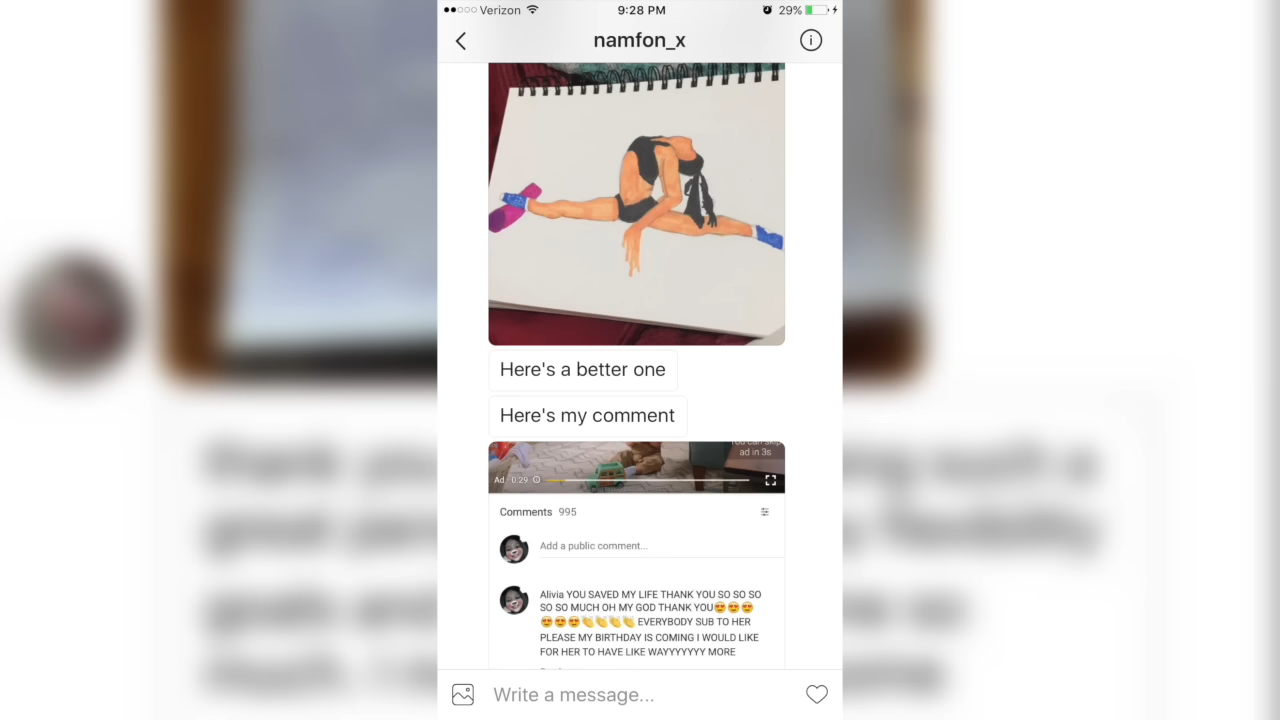 Verizon 9:28 PM 29%
namfon_x
Here's a better one
Here's my comment
You can skip
ad in 3s
Ad 0:29
Comments 995
Add a public comment...
Alivia YOU SAVED MY LIFE THANK YOU SO SO SO
SO SO MUCH OH MY GOD THANK YOU😍😍😍
😍😍😍👏👏👏👏 EVERYBODY SUB TO HER
PLEASE MY BIRTHDAY IS COMING I WOULD LIKE
FOR HER TO HAVE LIKE WAYYYYYYY MORE
Write a message...